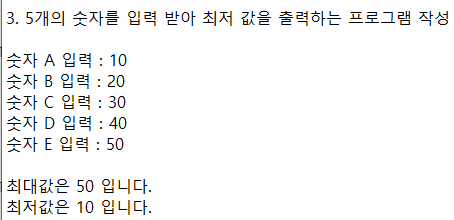 3. 5개의 숫자를 입력 받아 최저 값을 출력하는 프로그램 작성
숫자 A 입력 : 10
숫자 B 입력 : 20
숫자 C 입력 : 30
숫자 D 입력 : 40
숫자 E 입력 : 50
최대값은 50 입니다.
최저값은 10 입니다.